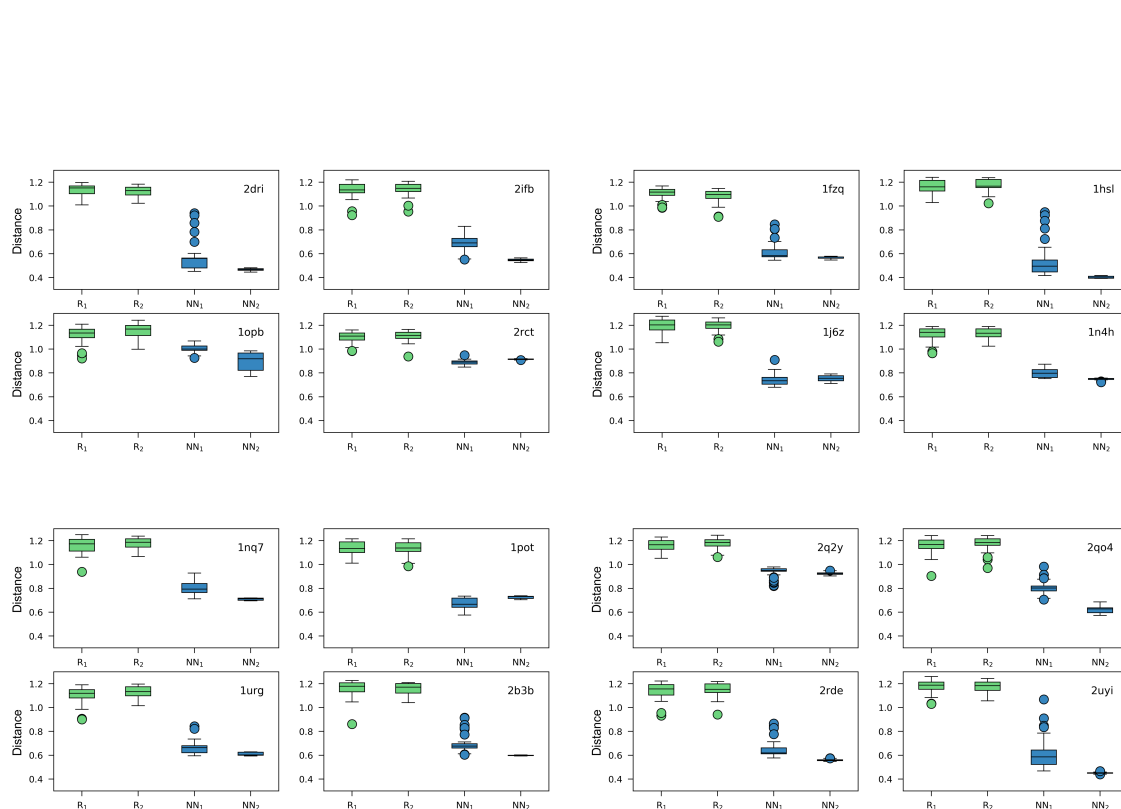 Distance
1.2
1.0
0.8
0.6
0.4
2dri
R1 R2 NN1 NN2
1.2
1.0
0.8
0.6
0.4
2ifb
R1 R2 NN1 NN2
Distance
1.2
1.0
0.8
0.6
0.4
1fzq
R1 R2 NN1 NN2
1.2
1.0
0.8
0.6
0.4
1hsl
R1 R2 NN1 NN2
Distance
1.2
1.0
0.8
0.6
0.4
1opb
R1 R2 NN1 NN2
1.2
1.0
0.8
0.6
0.4
2rct
R1 R2 NN1 NN2
Distance
1.2
1.0
0.8
0.6
0.4
1j6z
R1 R2 NN1 NN2
1.2
1.0
0.8
0.6
0.4
1n4h
R1 R2 NN1 NN2
Distance
1.2
1.0
0.8
0.6
0.4
1nq7
R1 R2 NN1 NN2
1.2
1.0
0.8
0.6
0.4
1pot
R1 R2 NN1 NN2
Distance
1.2
1.0
0.8
0.6
0.4
2q2y
R1 R2 NN1 NN2
1.2
1.0
0.8
0.6
0.4
2qo4
R1 R2 NN1 NN2
Distance
1.2
1.0
0.8
0.6
0.4
1urg
R1 R2 NN1 NN2
1.2
1.0
0.8
0.6
0.4
2b3b
R1 R2 NN1 NN2
Distance
1.2
1.0
0.8
0.6
0.4
2rde
R1 R2 NN1 NN2
1.2
1.0
0.8
0.6
0.4
2uyi
R1 R2 NN1 NN2